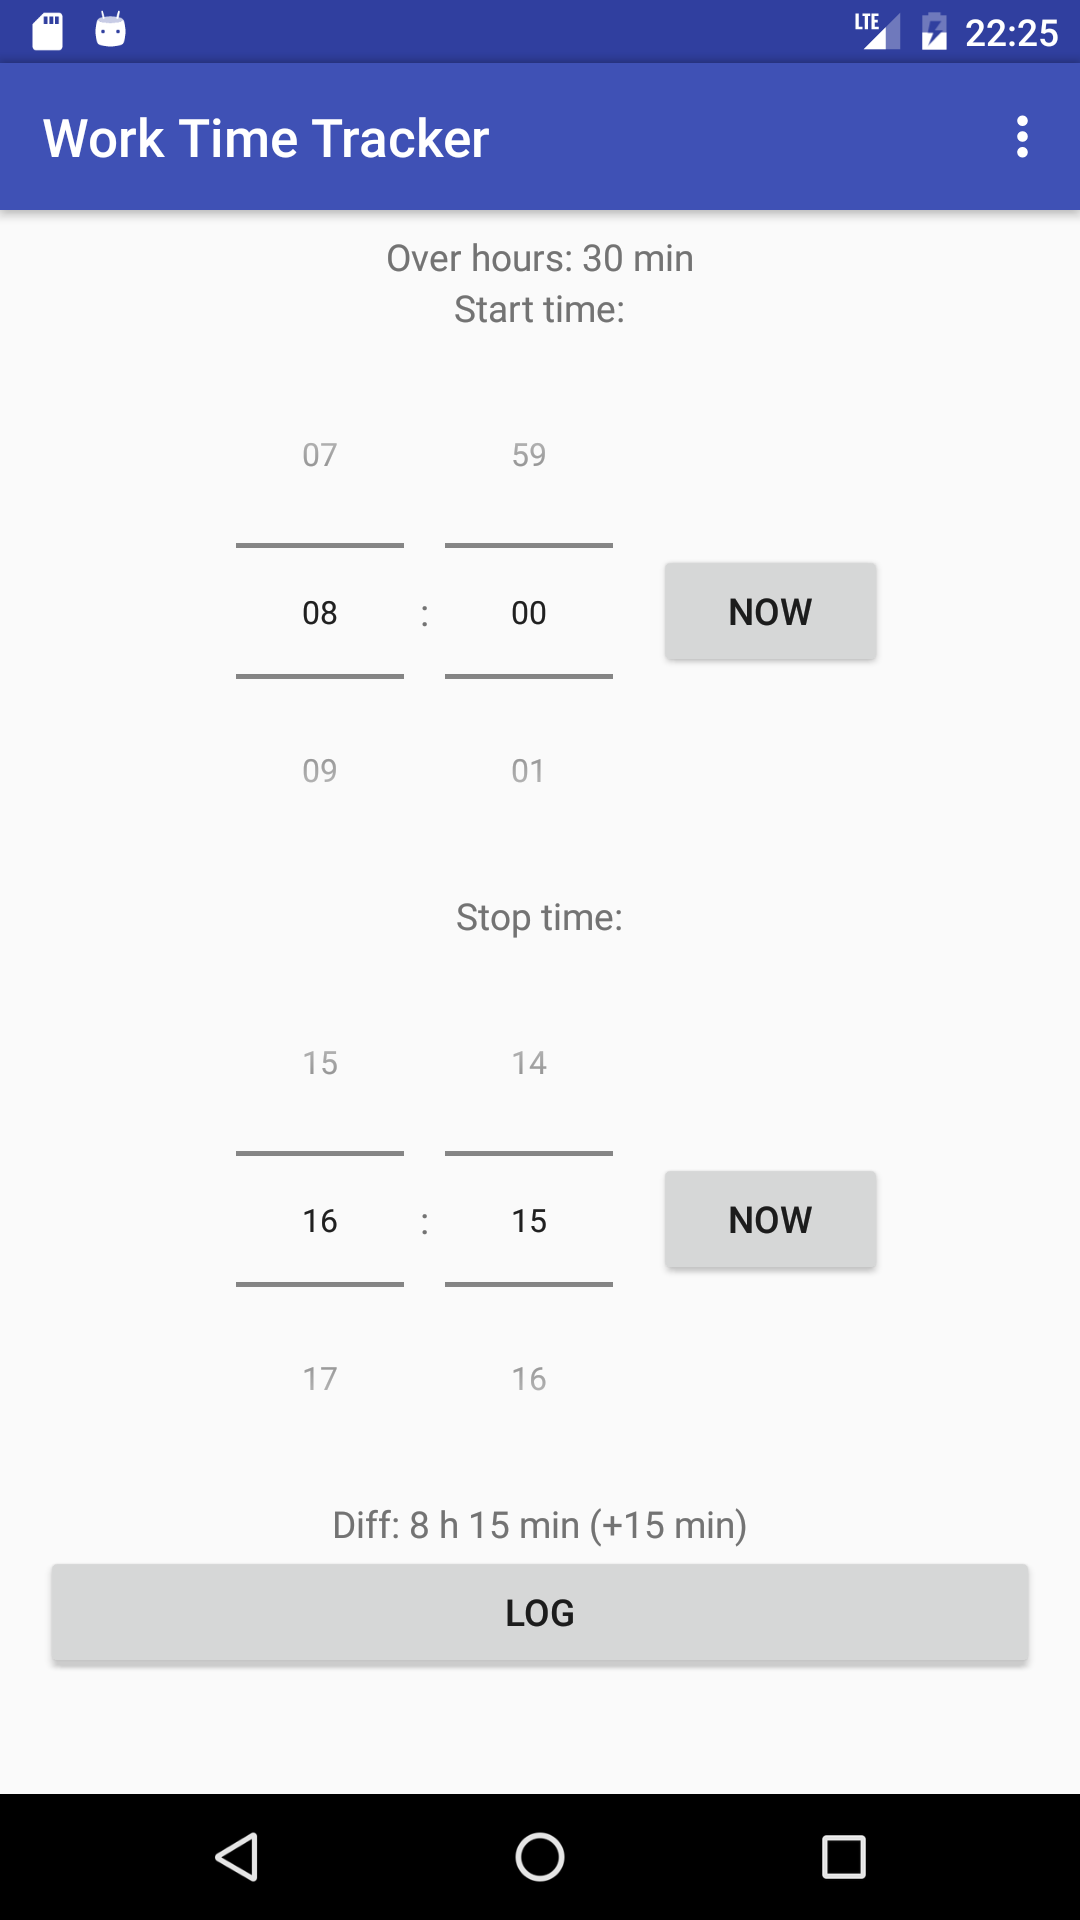 LTE 22:25
Work Time Tracker
Over hours: 30 min
Start time:
07 59
08 : 00 NOW
09 01
Stop time:
15 14
16 : 15 NOW
17 16
Diff: 8 h 15 min (+15 min)
LOG